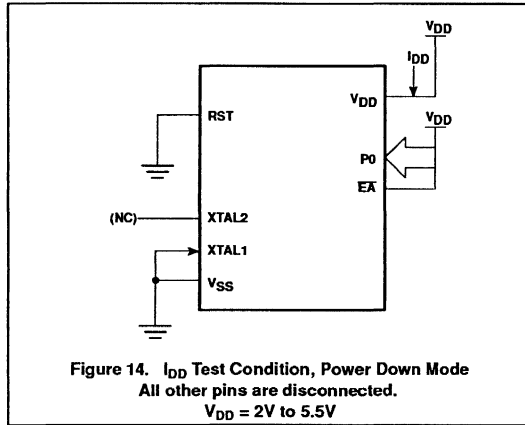 VDD
IDD
VDD
RST
VDD
P0
EA
(NC)
XTAL2
XTAL1
VSS
Figure 14. IDD Test Condition, Power Down Mode
All other pins are disconnected.
VDD = 2V to 5.5V